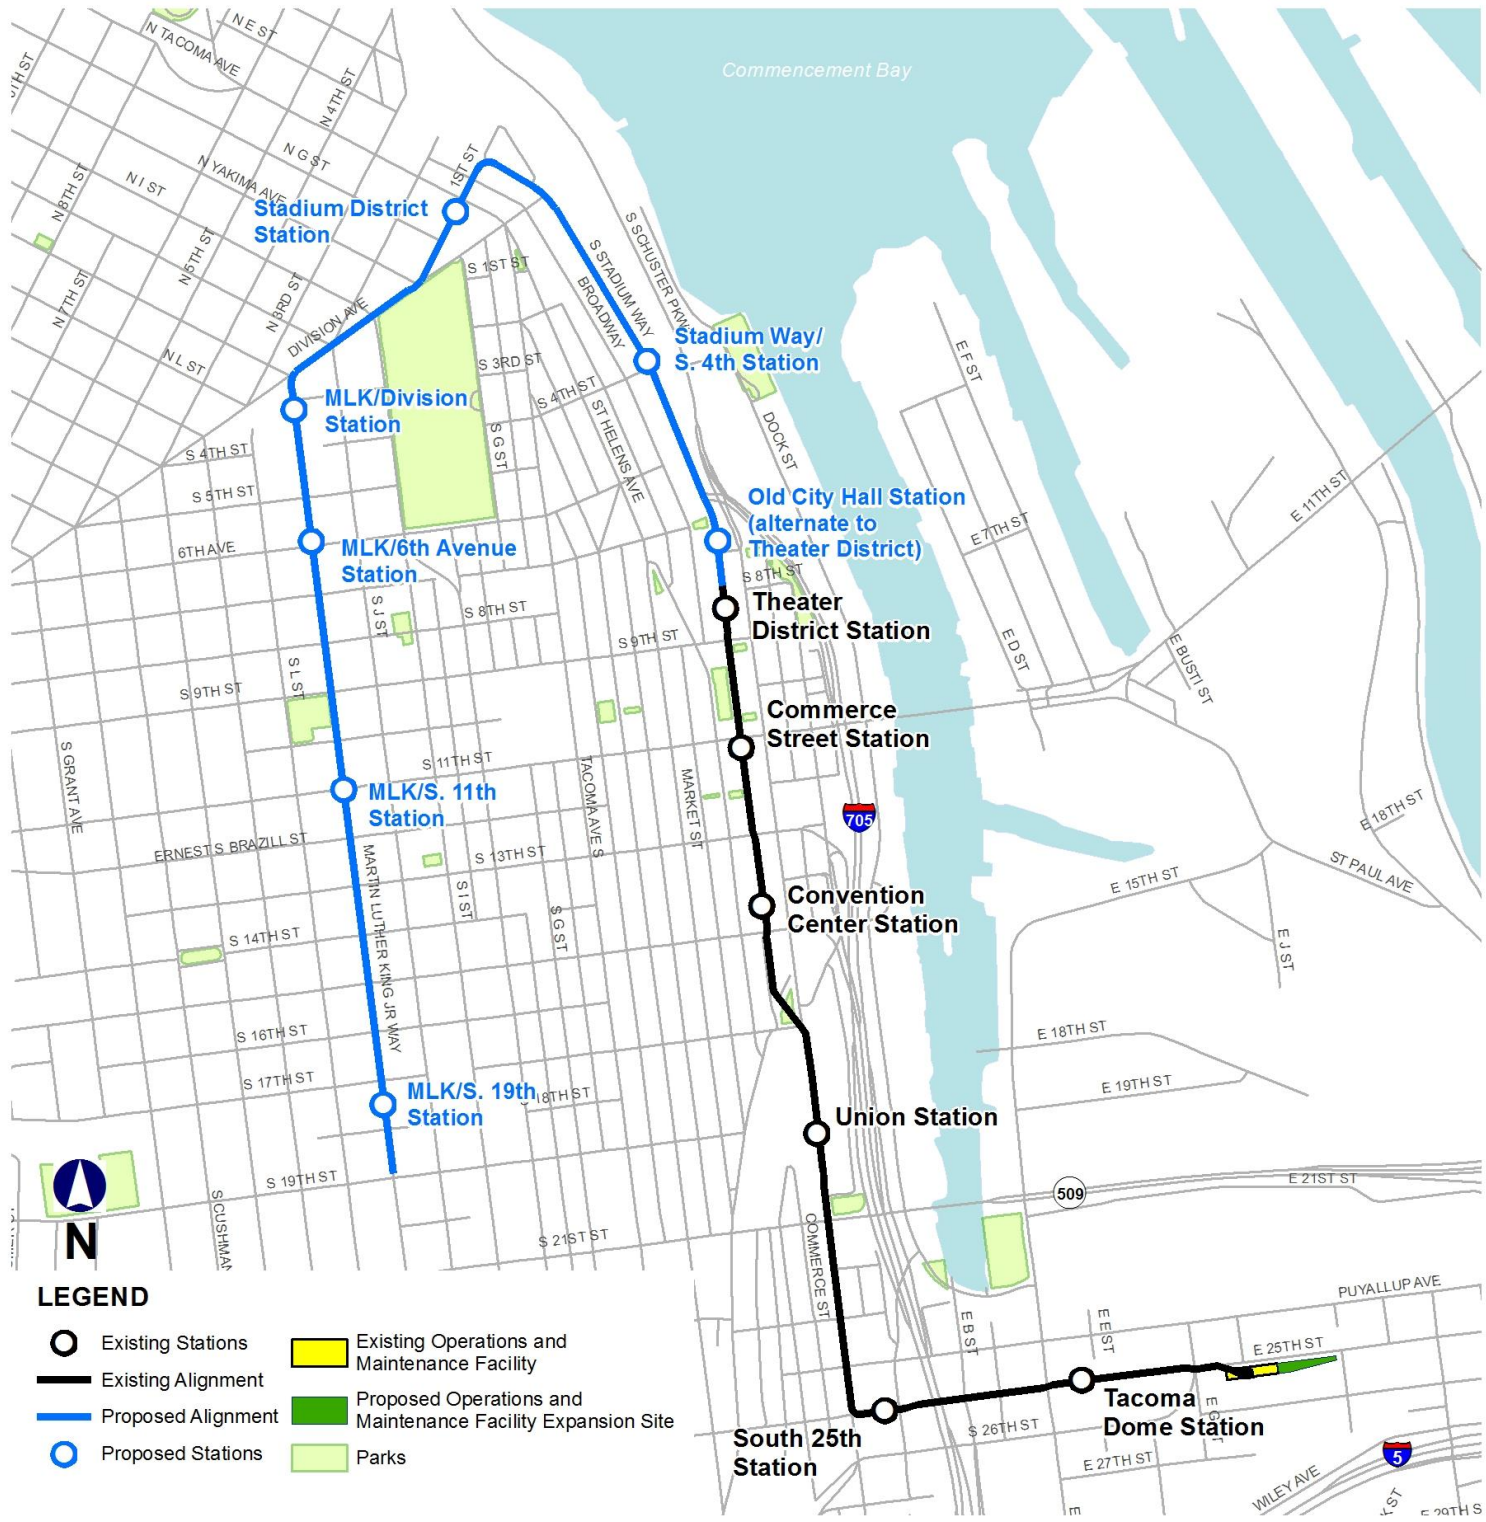 Commencement Bay
N E ST
N TACOMA AVE
N 4TH ST
N G ST
1ST ST
N YAKIMA AVE
N I ST
N 8TH ST
Stadium District
Station
N 5TH ST
N 7TH ST
N 3RD ST
S 1ST ST
S SCHUSTER PKWY
S STADIUM WAY
BROADWAY
DIVISION AVE
N L ST
S 3RD ST
Stadium Way/
S. 4th Station
E F ST
MLK/Division
Station
S 4TH ST
ST HELENS AVE
S G ST
DOCK ST
S 4TH ST
S 5TH ST
Old City Hall Station
(alternate to
Theater District)
E 11TH ST
E 7TH ST
6TH AVE
MLK/6th Avenue
Station
S 8TH ST
S J ST
S 8TH ST
Theater
District Station
S 9TH ST
E D ST
E BUSTI ST
S L ST
S 9TH ST
Commerce
Street Station
S GRANT AVE
S 11TH ST
TACOMA AVE S
MARKET ST
MLK/S. 11th
Station
705
E 18TH ST
ERNEST S BRAZILL ST
S 13TH ST
ST PAUL AVE
E 15TH ST
MARTIN LUTHER KING JR WAY
S I ST
S G ST
Convention
Center Station
S 14TH ST
E J ST
S 16TH ST
E 18TH ST
S 17TH ST
MLK/S. 19th
Station
18TH ST
E 19TH ST
Union Station
S 19TH ST
509
E 21ST ST
S CUSHMAN
S 21ST ST
COMMERCE ST
N
PUYALLUP AVE
E B ST
E E ST
E 25TH ST
Tacoma
Dome Station
E G ST
South 25th
Station
S 26TH ST
E 27TH ST
WILEY AVE
5
E 29TH S
LEGEND
Existing Stations
Existing Alignment
Proposed Alignment
Proposed Stations
Existing Operations and
Maintenance Facility
Proposed Operations and
Maintenance Facility Expansion Site
Parks